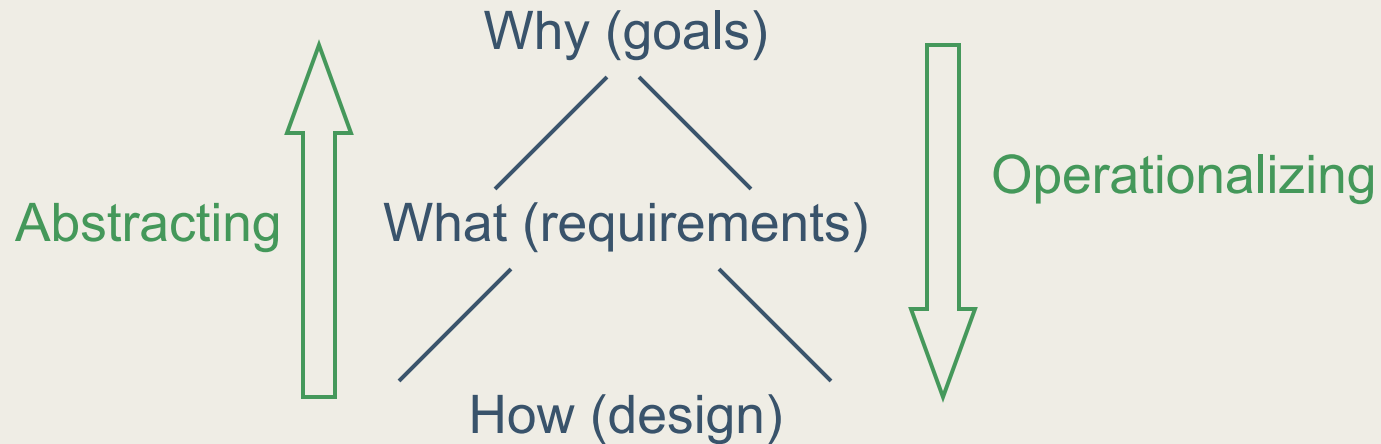 Why (goals)
Operationalizing
Abstracting
What (requirements)
How (design)